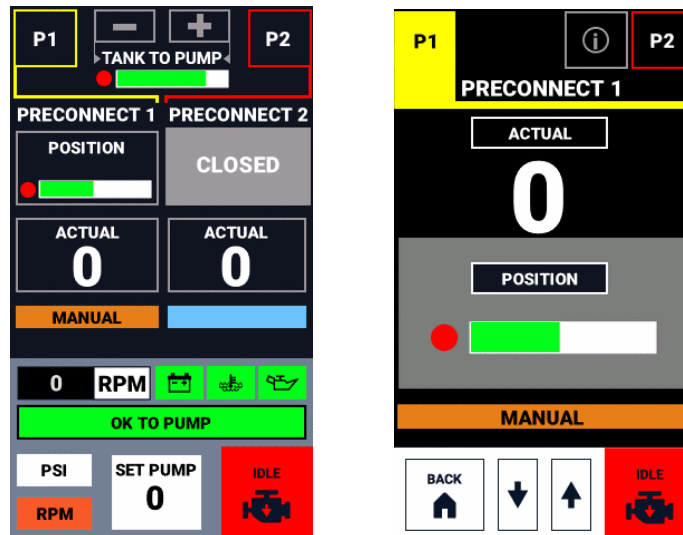 P1
P2
TANK TO PUMP
PRECONNECT 1
PRECONNECT 2
POSITION
CLOSED
ACTUAL
0
ACTUAL
0
MANUAL
0
RPM
OK TO PUMP
PSI
RPM
SET PUMP
0
IDLE
P1
P2
PRECONNECT 1
ACTUAL
0
POSITION
MANUAL
BACK
IDLE